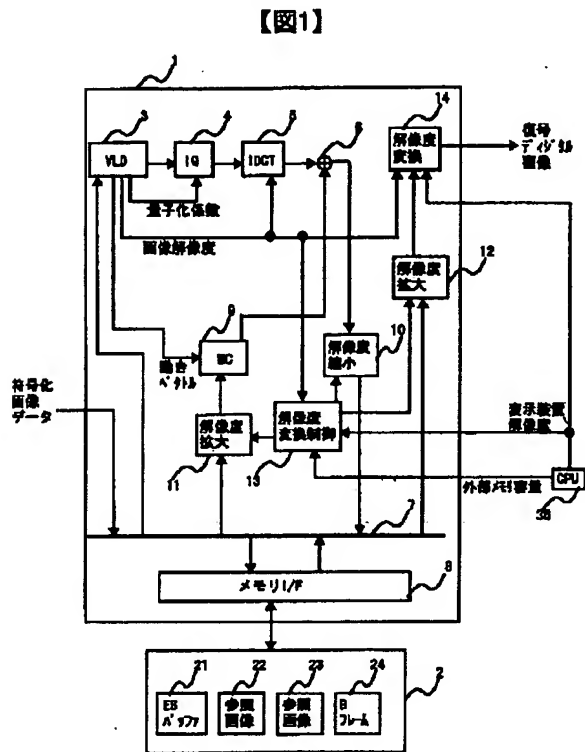 【図1】
1
3
4
5
6
14
VLD
IQ
IDCT
解像度
変換
復号
ディジタル
画像
量子化係数
画像解像度
12
解像度
拡大
9
MC
動きベクトル
10
解像度
縮小
符号化
画像
データ
解像度
拡大
11
解像度
変換制御
13
表示装置
解像度
外部メモリ容量
CPU
7
メモリI/F
8
21
22
23
24
2
EB
バッファ
参照
画像
参照
画像
B
フレーム